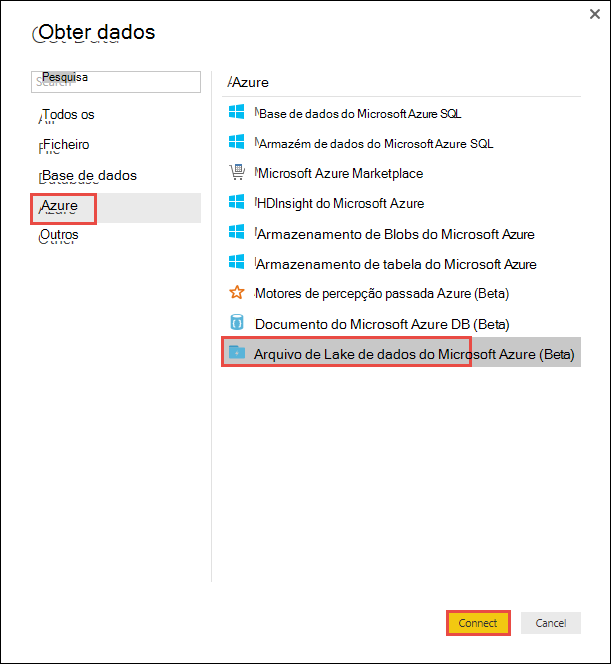 Obter dados
Pesquisa
Todos os
Ficheiro
Base de dados
Azure
Outros
Azure
Base de dados do Microsoft Azure SQL
Armazém de dados do Microsoft Azure SQL
Microsoft Azure Marketplace
HDInsight do Microsoft Azure
Armazenamento de Blobs do Microsoft Azure
Armazenamento de tabela do Microsoft Azure
Motores de percepção passada Azure (Beta)
Documento do Microsoft Azure DB (Beta)
Arquivo de Lake de dados do Microsoft Azure (Beta)
Connect
Cancel